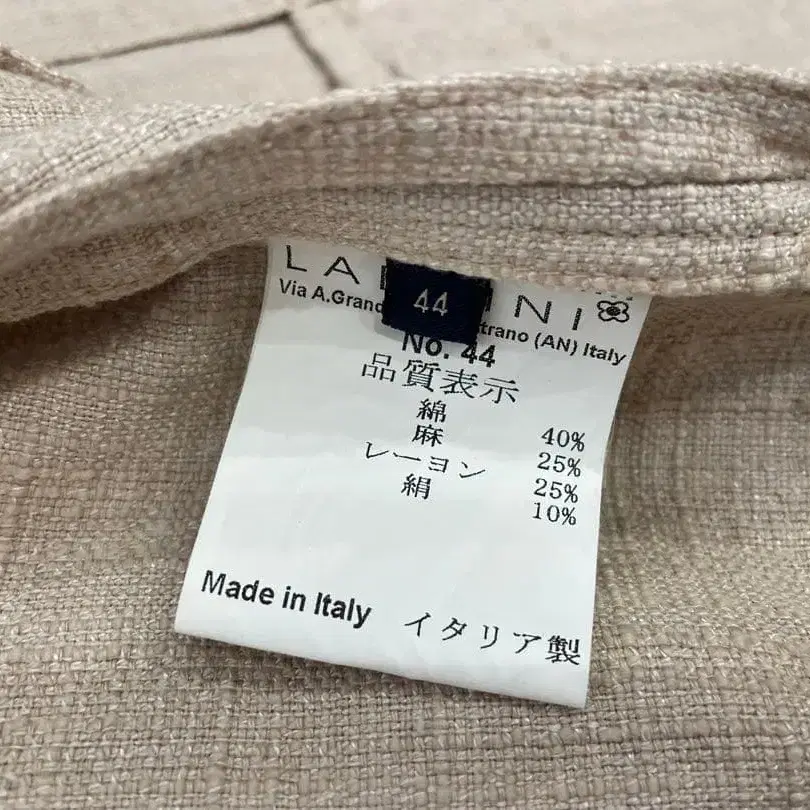 LA NI
44
Via A.Grand trano (AN) Italy
No. 44
品質表示
綿 40%
麻 25%
レーヨン 25%
絹 10%
Made in Italy イタリア製